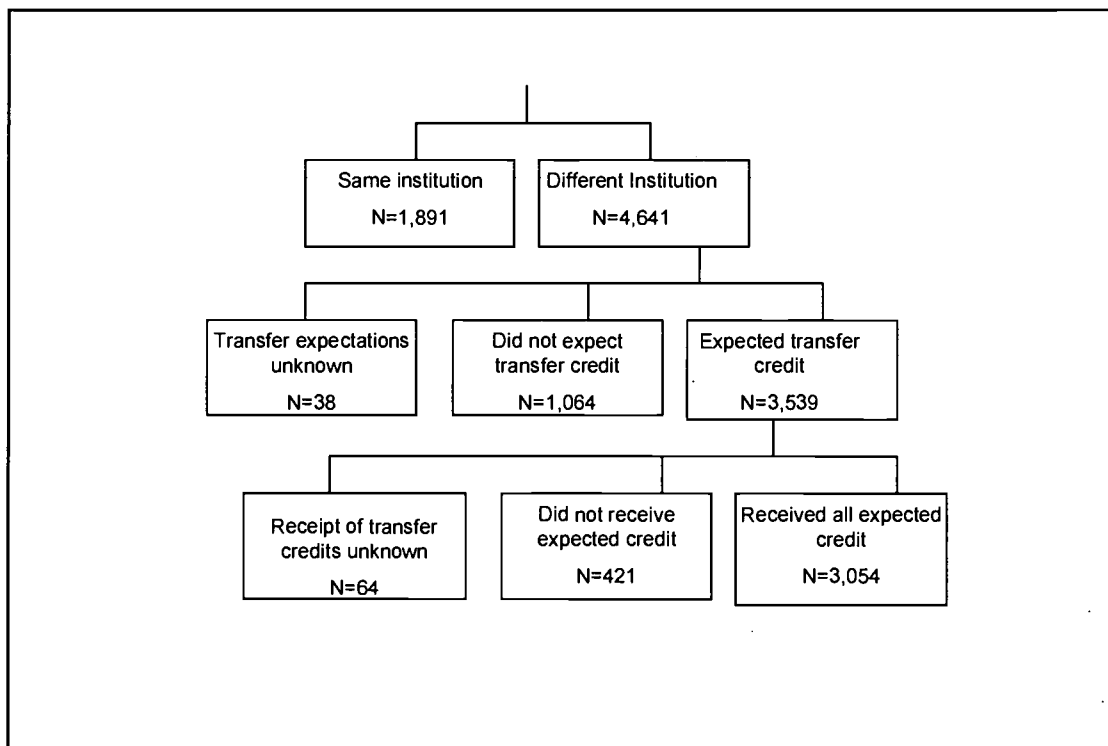 Same institution
N=1,891
Different Institution
N=4,641
Transfer expectations
unknown
N=38
Did not expect
transfer credit
N=1,064
Expected transfer
credit
N=3,539
Receipt of transfer
credits unknown
N=64
Did not receive
expected credit
N=421
Received all expected
credit
N=3,054